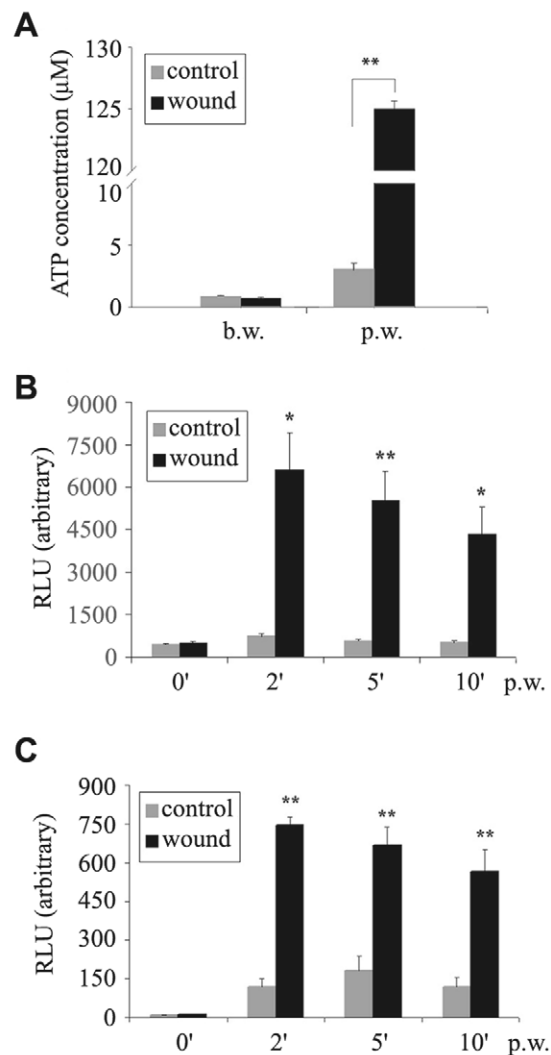 A
ATP concentration (µM)
130
125
120
10
5
0
control
wound
**
b.w.
p.w.
B
RLU (arbitrary)
9000
7500
6000
4500
3000
1500
0
control
wound
*
**
*
0'
2'
5'
10'
p.w.
C
RLU (arbitrary)
900
750
600
450
300
150
0
control
wound
**
**
**
0'
2'
5'
10'
p.w.